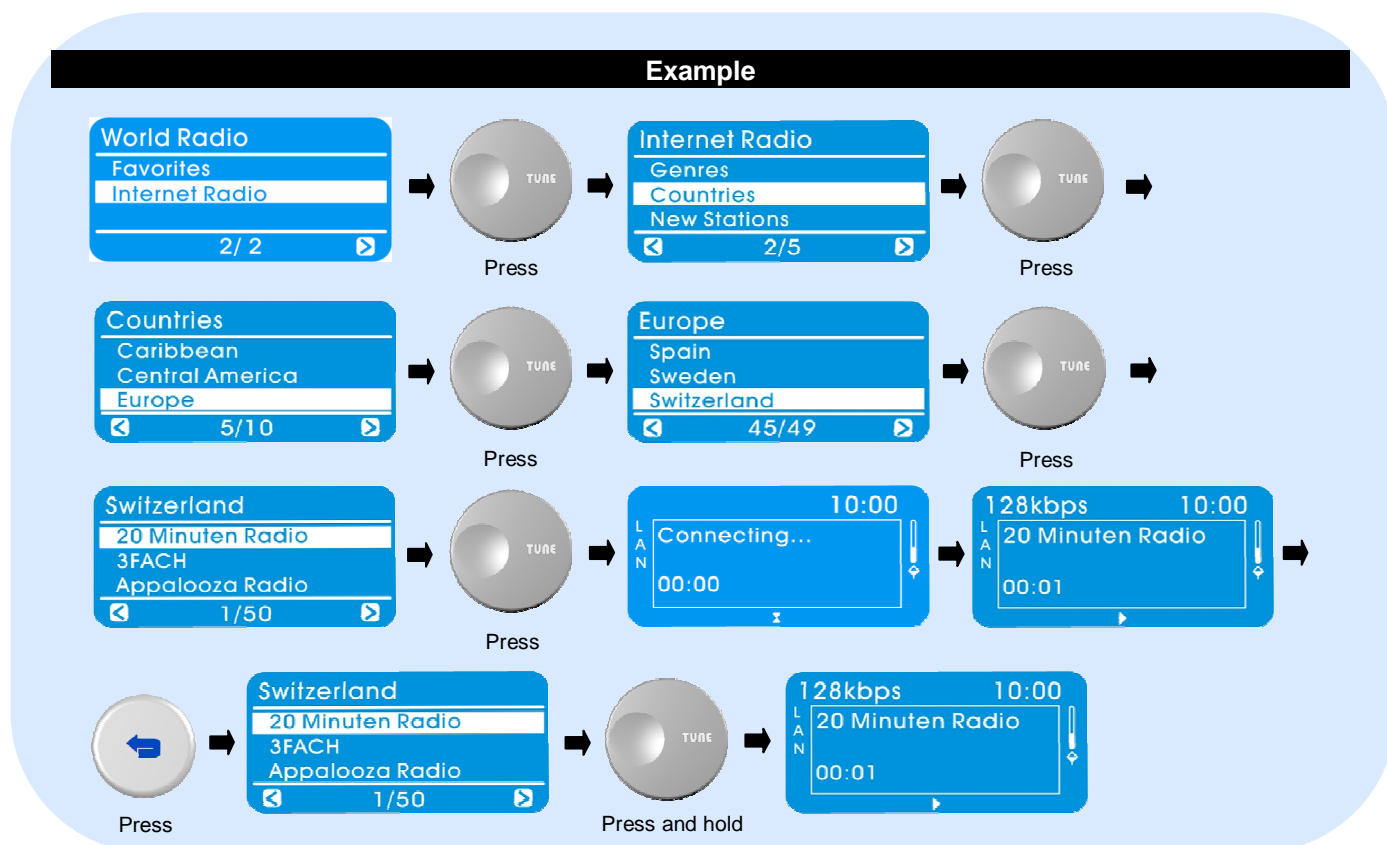 Example
World Radio
Favorites
Internet Radio
2/ 2
TUNE
Press
Internet Radio
Genres
Countries
New Stations
2/5
TUNE
Press
Countries
Caribbean
Central America
Europe
5/10
TUNE
Press
Europe
Spain
Sweden
Switzerland
45/49
TUNE
Press
Switzerland
20 Minuten Radio
3FACH
Appalooza Radio
1/50
TUNE
Press
10:00
LAN
Connecting...
00:00
128kbps 10:00
LAN
20 Minuten Radio
00:01
Press
Switzerland
20 Minuten Radio
3FACH
Appalooza Radio
1/50
TUNE
Press and hold
128kbps 10:00
LAN
20 Minuten Radio
00:01